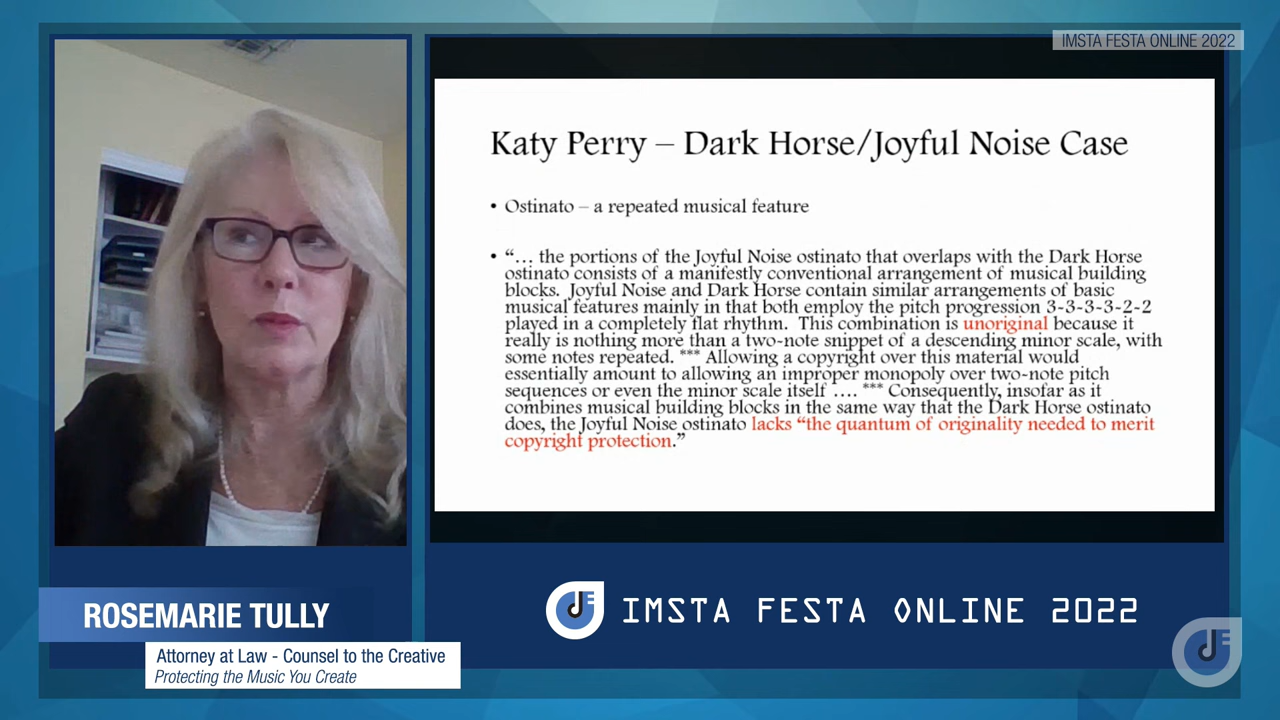 IMSTA FESTA ONLINE 2022
Katy Perry – Dark Horse/Joyful Noise Case
• Ostinato – a repeated musical feature
• “… the portions of the Joyful Noise ostinato that overlaps with the Dark Horse
ostinato consists of a manifestly conventional arrangement of musical building
blocks. Joyful Noise and Dark Horse contain similar arrangements of basic
musical features mainly in that both employ the pitch progression 3-3-3-3-2-2
played in a completely flat rhythm. This combination is unoriginal because it
really is nothing more than a two-note snippet of a descending minor scale, with
some notes repeated. *** Allowing a copyright over this material would
essentially amount to allowing an improper monopoly over two-note pitch
sequences or even the minor scale itself …. *** Consequently, insofar as it
combines musical building blocks in the same way that the Dark Horse ostinato
does, the Joyful Noise ostinato lacks “the quantum of originality needed to merit
copyright protection.”
ROSEMARIE TULLY
Attorney at Law - Counsel to the Creative
Protecting the Music You Create
IMSTA FESTA ONLINE 2022